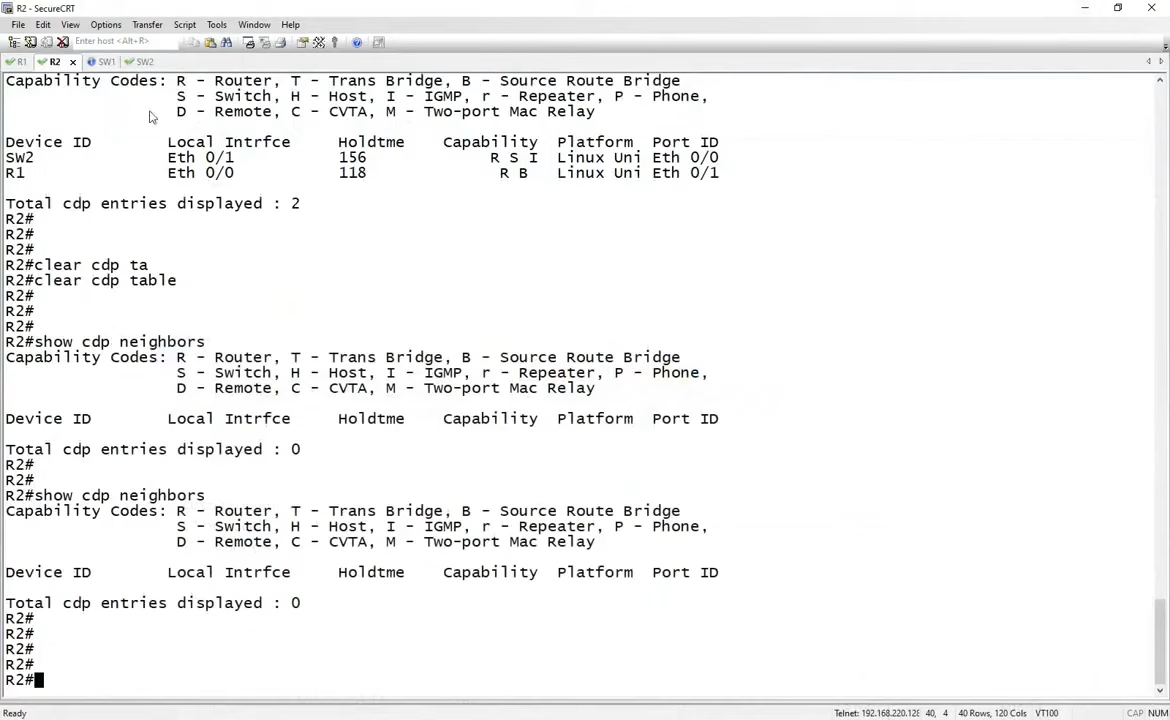 R2 - SecureCRT
File Edit View Options Transfer Script Tools Window Help
Enter host <Alt+R>
R1 R2 SW1 SW2
Capability Codes: R - Router, T - Trans Bridge, B - Source Route Bridge
S - Switch, H - Host, I - IGMP, r - Repeater, P - Phone,
D - Remote, C - CVTA, M - Two-port Mac Relay
Device ID Local Intrfce Holdtme Capability Platform Port ID
SW2 Eth 0/1 156 R S I Linux Uni Eth 0/0
R1 Eth 0/0 118 R B Linux Uni Eth 0/1
Total cdp entries displayed : 2
R2#
R2#
R2#
R2#clear cdp ta
R2#clear cdp table
R2#
R2#
R2#
R2#show cdp neighbors
Capability Codes: R - Router, T - Trans Bridge, B - Source Route Bridge
S - Switch, H - Host, I - IGMP, r - Repeater, P - Phone,
D - Remote, C - CVTA, M - Two-port Mac Relay
Device ID Local Intrfce Holdtme Capability Platform Port ID
Total cdp entries displayed : 0
R2#
R2#
R2#show cdp neighbors
Capability Codes: R - Router, T - Trans Bridge, B - Source Route Bridge
S - Switch, H - Host, I - IGMP, r - Repeater, P - Phone,
D - Remote, C - CVTA, M - Two-port Mac Relay
Device ID Local Intrfce Holdtme Capability Platform Port ID
Total cdp entries displayed : 0
R2#
R2#
R2#
R2#
R2#
Ready Telnet: 192.168.220.128 40, 4 40 Rows, 120 Cols VT100 CAP NUM